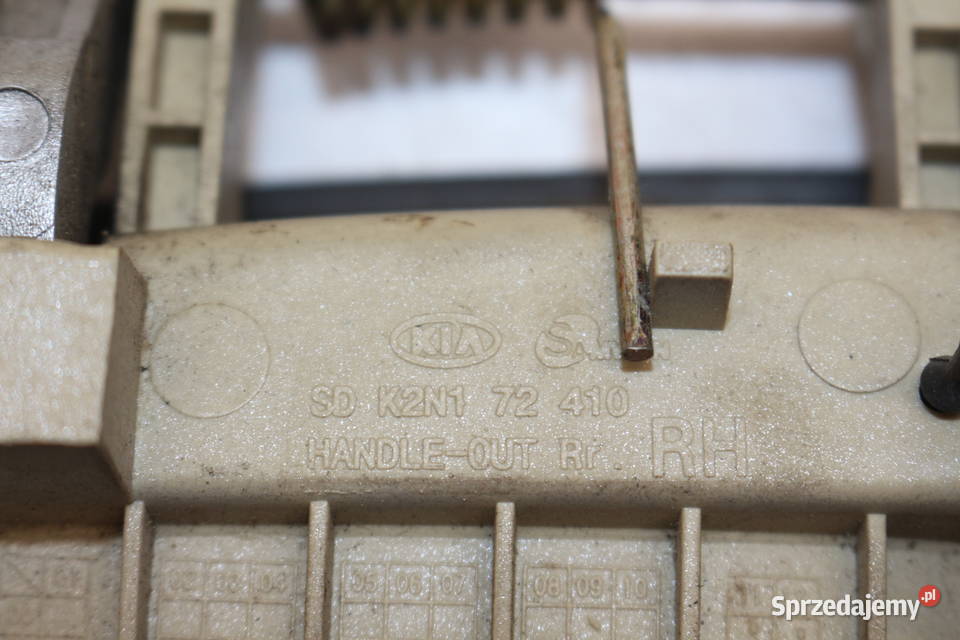 KIA
SD K2N1 72 410
HANDLE-OUT Rr. RH
02 03 04 05 06 07 08 09 10 11
Sprzedajemy.pl